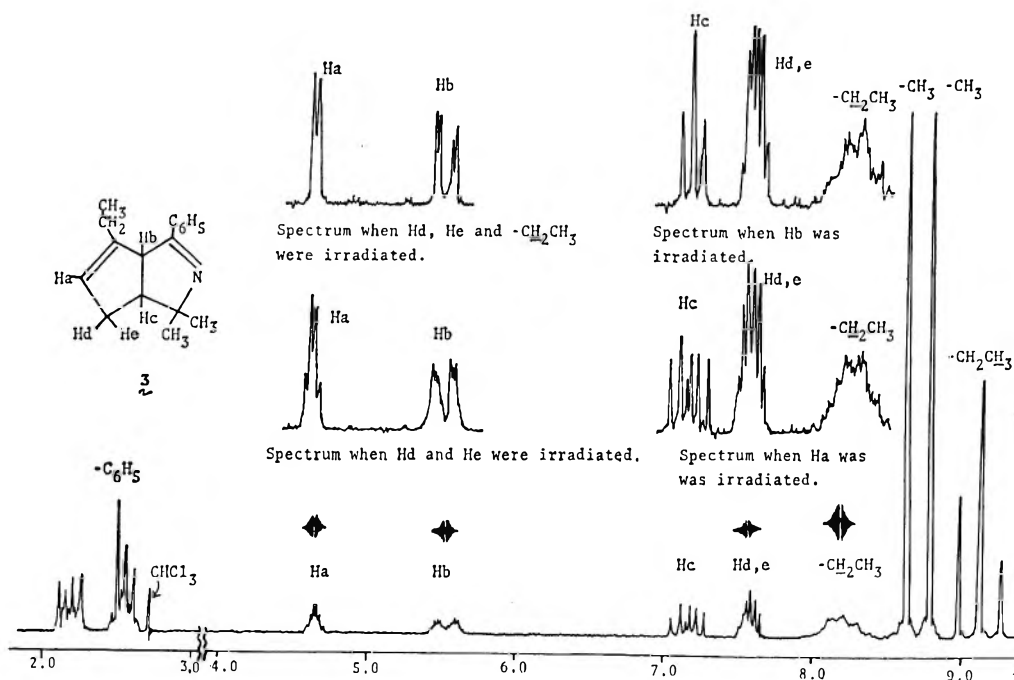 Ha
Hb
Spectrum when Hd, He and -CH2CH3
were irradiated.
Hc
Hd,e
-CH2CH3
-CH3 -CH3
Spectrum when Hb was
irradiated.
CH3
CH2
C6H5
Hb
Ha
N
Hc
CH3
CH3
Hd He
3
Ha
Hb
Spectrum when Hd and He were irradiated.
Hc
Hd,e
-CH2CH3
Spectrum when Ha was
was irradiated.
-CH2CH3
-C6H5
CHCl3
Ha
Hb
Hc
Hd,e
-CH2CH3
2.0 3.0 4.0 5.0 6.0 7.0 8.0 9.0